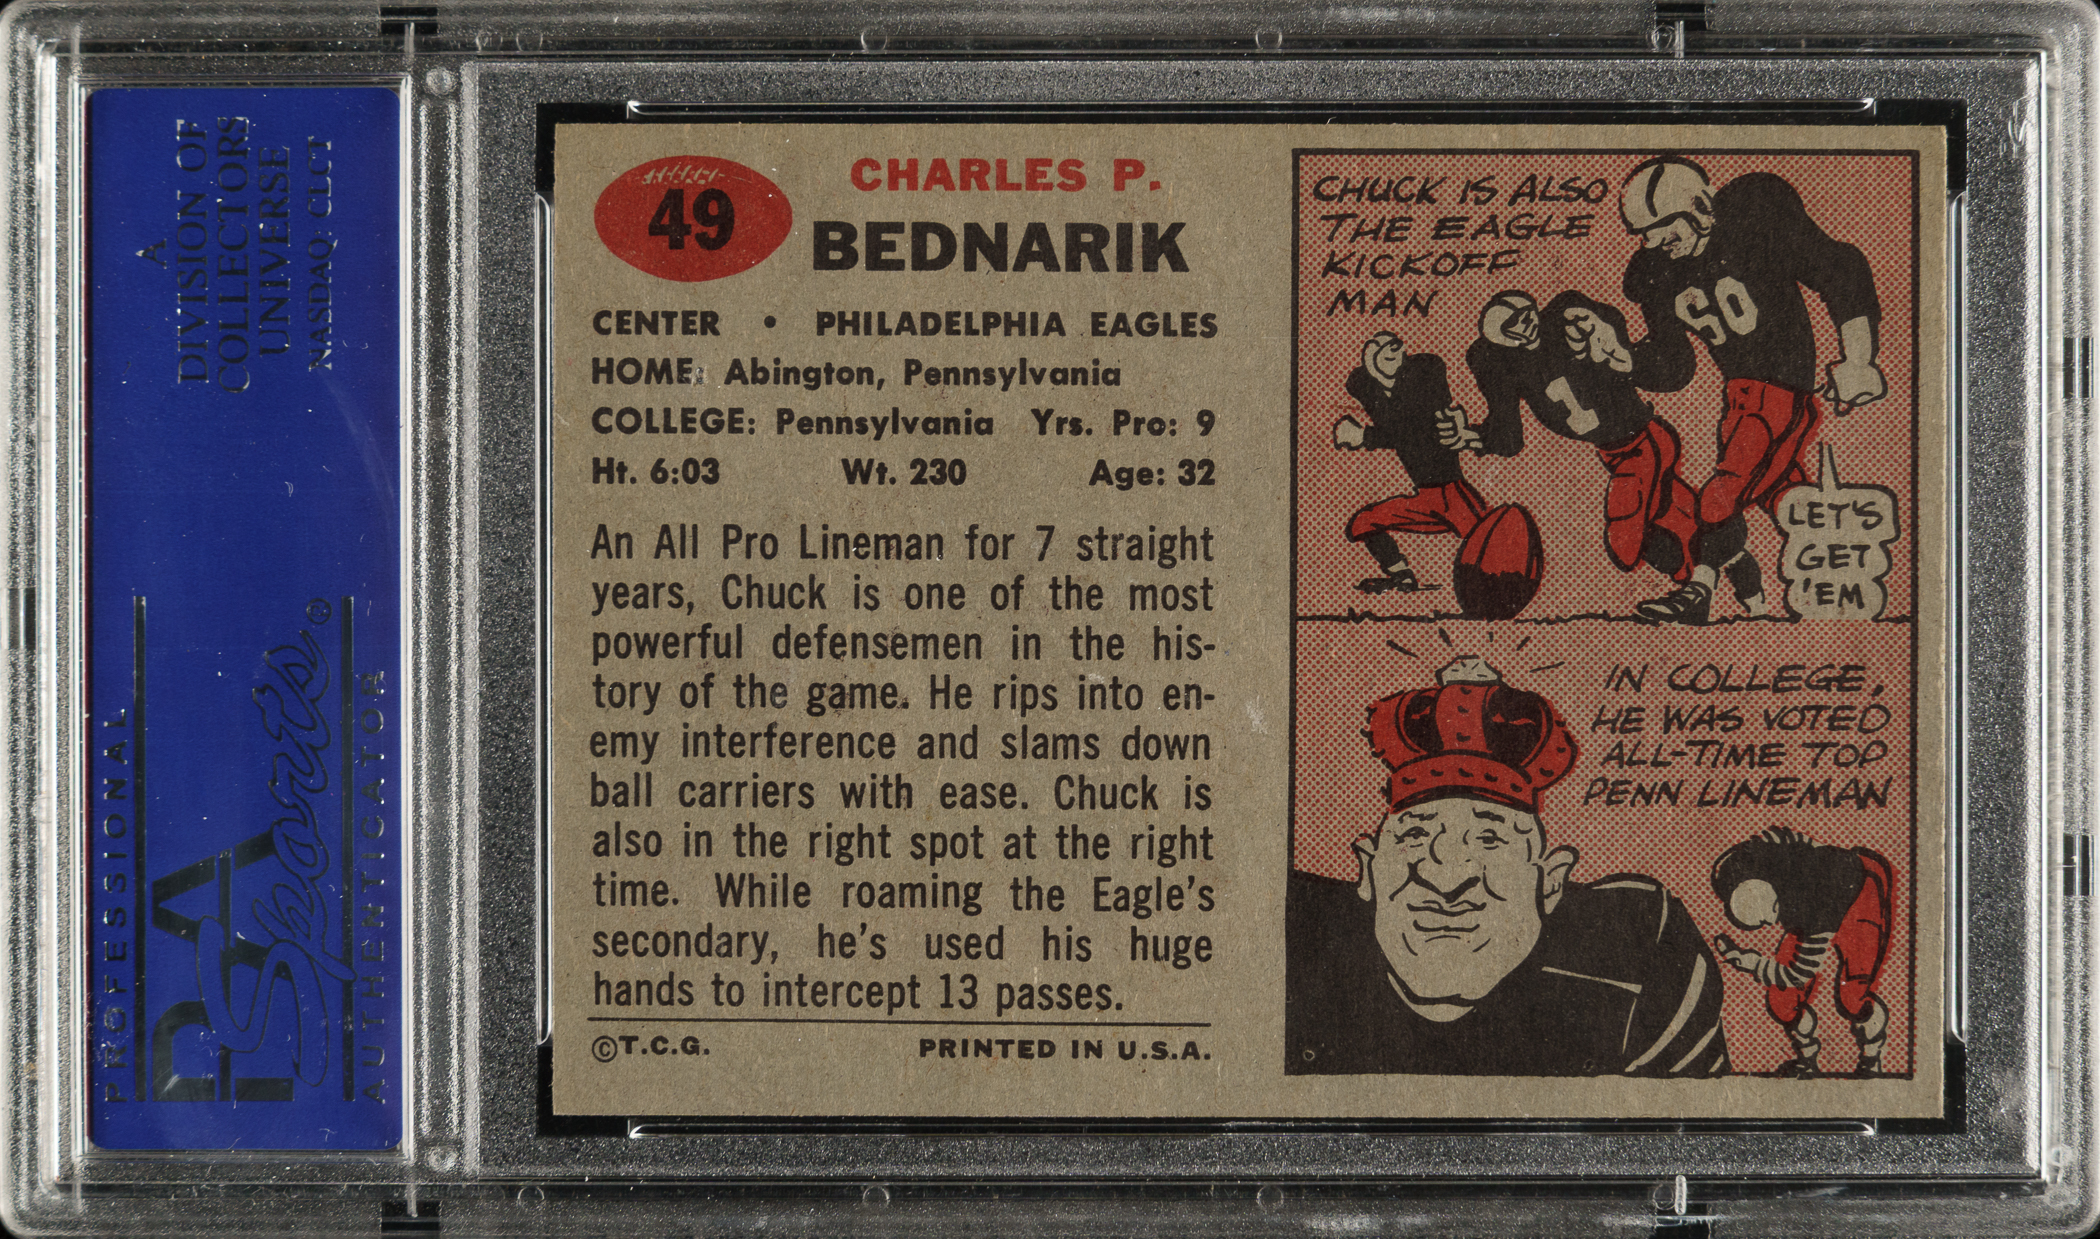 A
DIVISION OF
COLLECTORS
UNIVERSE
NASDAQ: CLCT
PROFESSIONAL
PSA
Sports®
AUTHENTICATOR
49
CHARLES P.
BEDNARIK
CENTER • PHILADELPHIA EAGLES
HOME: Abington, Pennsylvania
COLLEGE: Pennsylvania Yrs. Pro: 9
Ht. 6:03 Wt. 230 Age: 32
An All Pro Lineman for 7 straight
years, Chuck is one of the most
powerful defensemen in the his-
tory of the game. He rips into en-
emy interference and slams down
ball carriers with ease. Chuck is
also in the right spot at the right
time. While roaming the Eagle's
secondary, he's used his huge
hands to intercept 13 passes.
©T.C.G. PRINTED IN U.S.A.
CHUCK IS ALSO
THE EAGLE
KICKOFF
MAN
60
1
LET'S
GET
'EM
IN COLLEGE,
HE WAS VOTED
ALL-TIME TOP
PENN LINEMAN